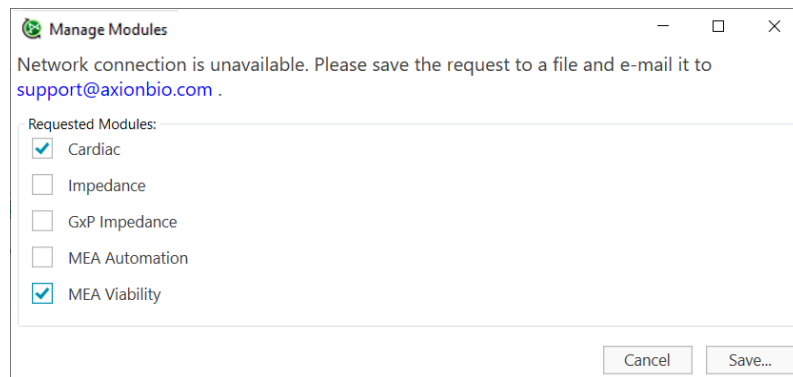 Manage Modules
Network connection is unavailable. Please save the request to a file and e-mail it to
support@axionbio.com .
Requested Modules:
Cardiac
Impedance
GxP Impedance
MEA Automation
MEA Viability
Cancel
Save...